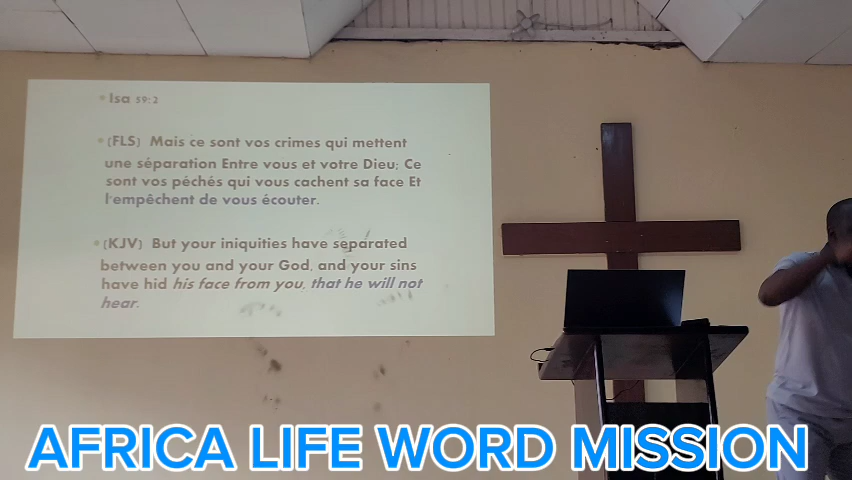 Isa 59:2
(FLS) Mais ce sont vos crimes qui mettent
une séparation Entre vous et votre Dieu; Ce
sont vos péchés qui vous cachent sa face Et
l'empêchent de vous écouter.
(KJV) But your iniquities have separated
between you and your God, and your sins
have hid his face from you, that he will not
hear.
AFRICA LIFE WORD MISSION